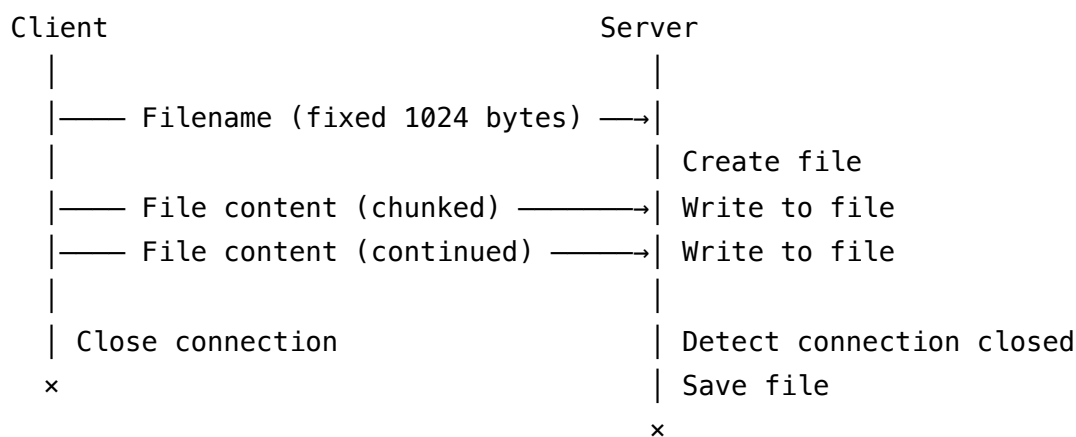 Client Server
Filename (fixed 1024 bytes)
Create file
File content (chunked) Write to file
File content (continued) Write to file
Close connection Detect connection closed
× Save file
×